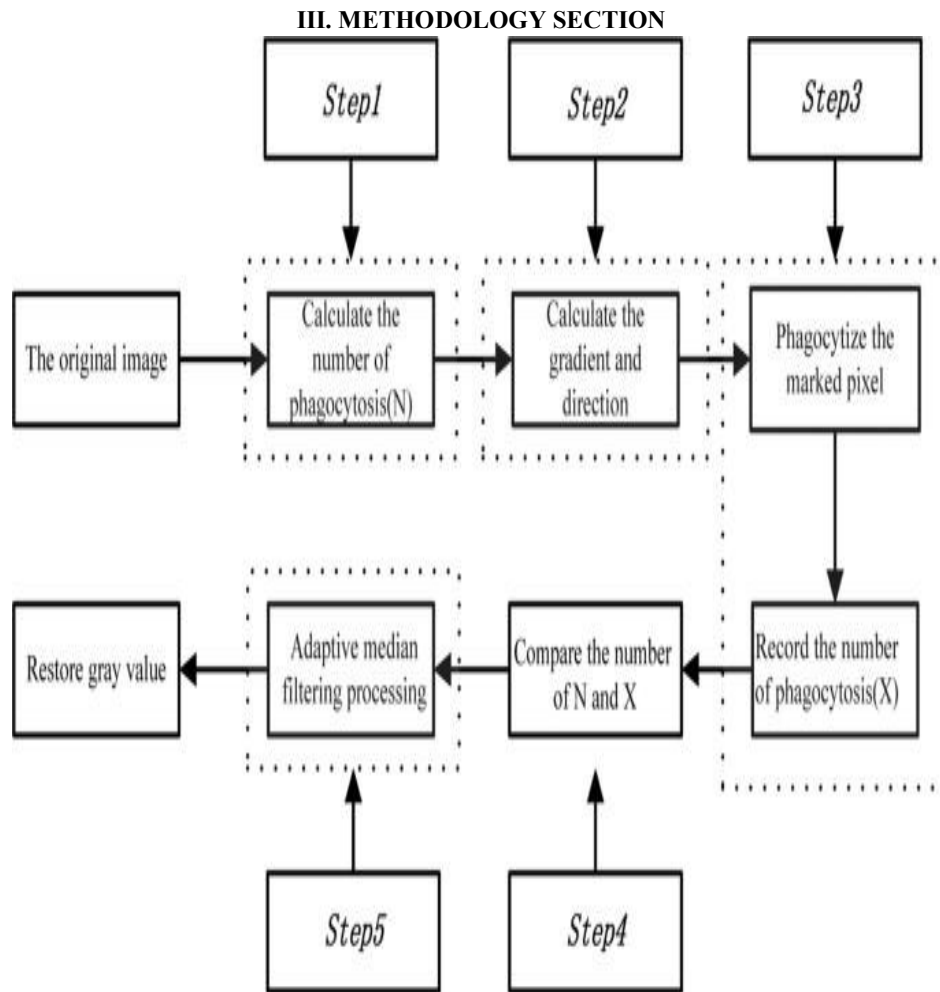 III. METHODOLOGY SECTION
Step1
Step2
Step3
The original image
Calculate the
number of
phagocytosis(N)
Calculate the
gradient and
direction
Phagocytize the
marked pixel
Restore gray value
Adaptive median
filtering processing
Compare the number
of N and X
Record the number
of phagocytosis(X)
Step5
Step4